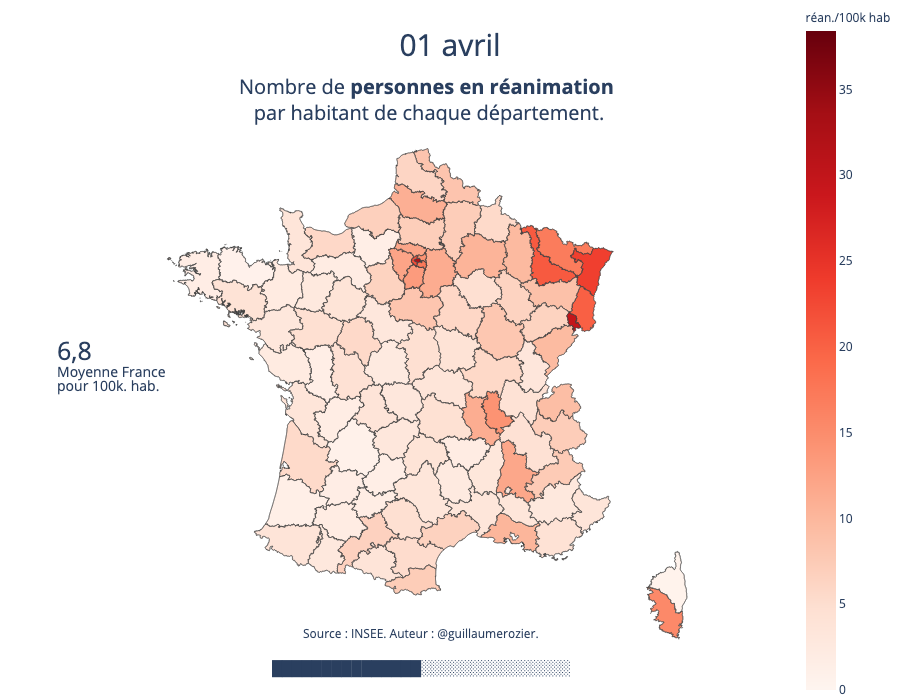 réan./100k hab
01 avril
Nombre de personnes en réanimation
par habitant de chaque département.
35
30
25
20
15
10
5
0
6,8
Moyenne France
pour 100k. hab.
Source : INSEE. Auteur : @guillaumerozier.